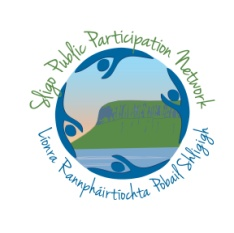 Sligo Public Participation Network
Líonra Rannpháirtíochta Pobail Shligigh